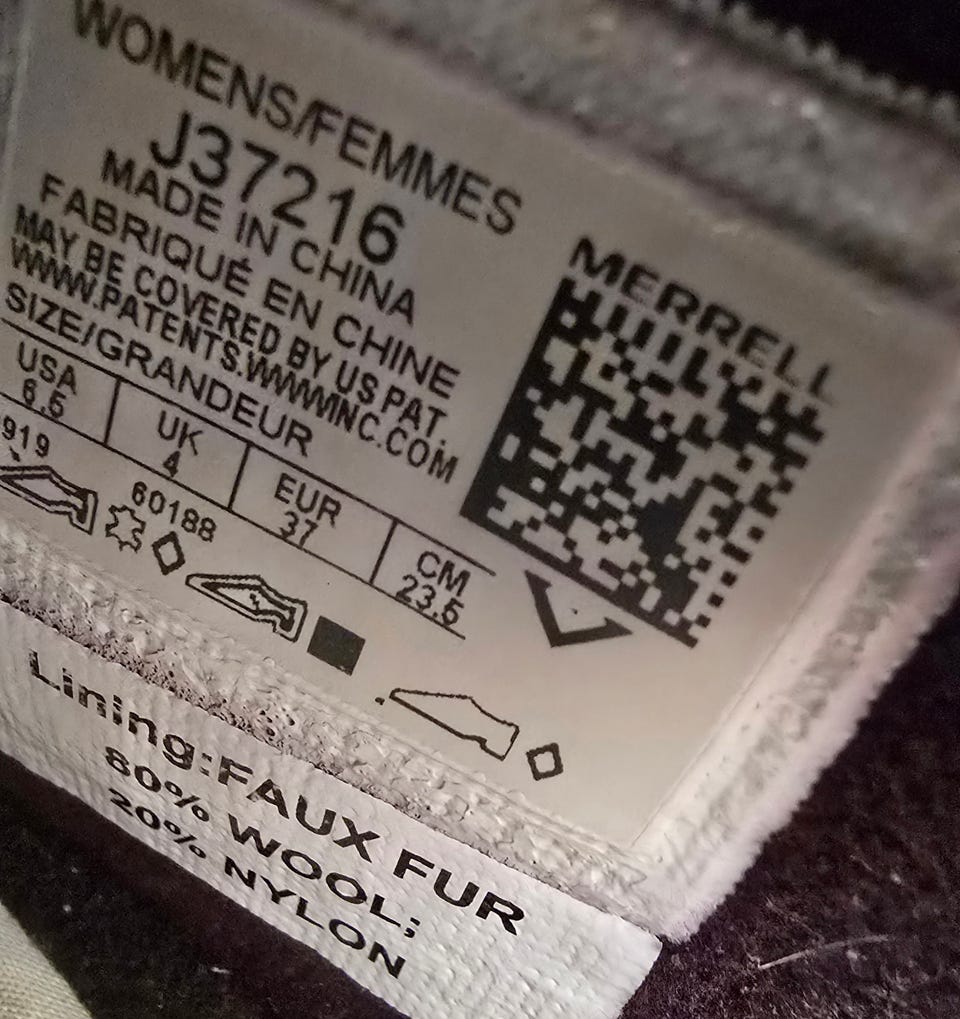 WOMENS/FEMMES
J37216
MADE IN CHINA
FABRIQUÉ EN CHINE
MAY BE COVERED BY US PAT.
WWW.PATENTS.WWWINC.COM
SIZE/GRANDEUR
USA UK EUR CM
6.5 4 37 23.5
919 60188
MERRELL
Lining:FAUX FUR
80% WOOL;
20% NYLON